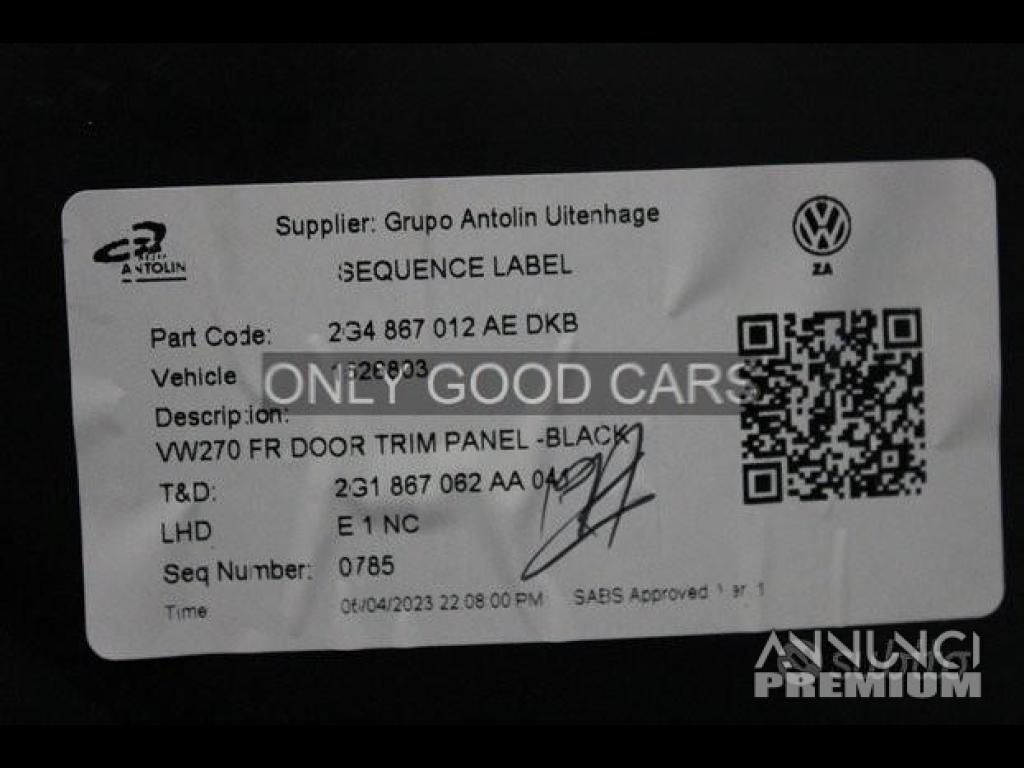 ANTOLIN
Supplier: Grupo Antolin Uitenhage
SEQUENCE LABEL
ZA
Part Code: 2G4 867 012 AE DKB
Vehicle
ONLY GOOD CARS
Description:
VW270 FR DOOR TRIM PANEL -BLACK
T&D: 2G1 867 062 AA
LHD E 1 NC
Seq Number: 0785
Time 06/04/2023 22:08:00 PM SABS Approved
ANNUNCI
PREMIUM